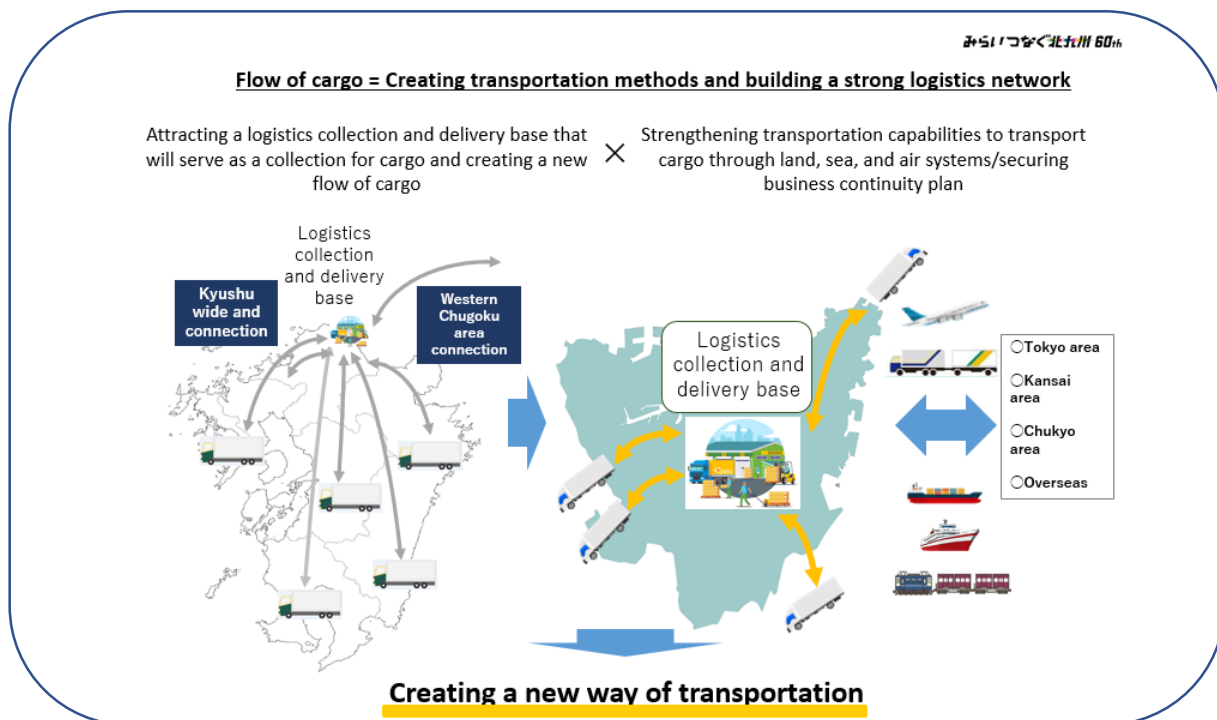 みらいつなぐ北九州 60th
Flow of cargo = Creating transportation methods and building a strong logistics network
Attracting a logistics collection and delivery base that
will serve as a collection for cargo and creating a new
flow of cargo
×
Strengthening transportation capabilities to transport
cargo through land, sea, and air systems/securing
business continuity plan
Logistics
collection
and delivery
base
Kyushu
wide and
connection
Western
Chugoku
area
connection
Logistics
collection and
delivery base
○Tokyo area
○Kansai
area
○Chukyo
area
○Overseas
Creating a new way of transportation